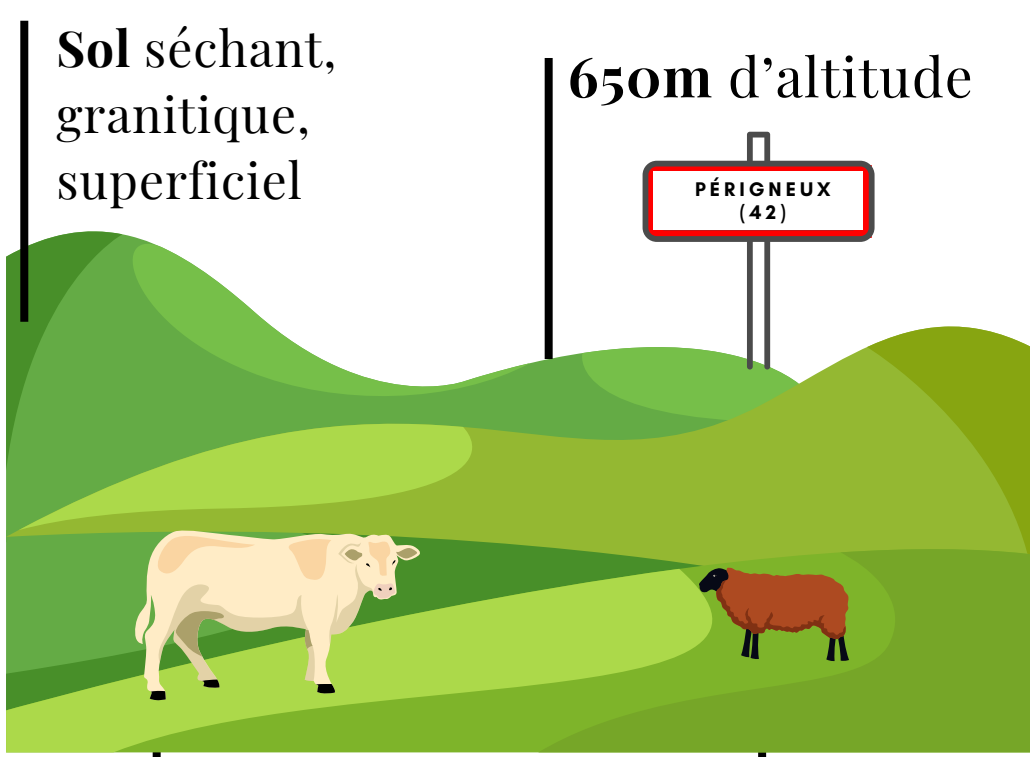 Sol séchant,
granitique,
superficiel
650m d’altitude
PÉRIGNEUX
(42)